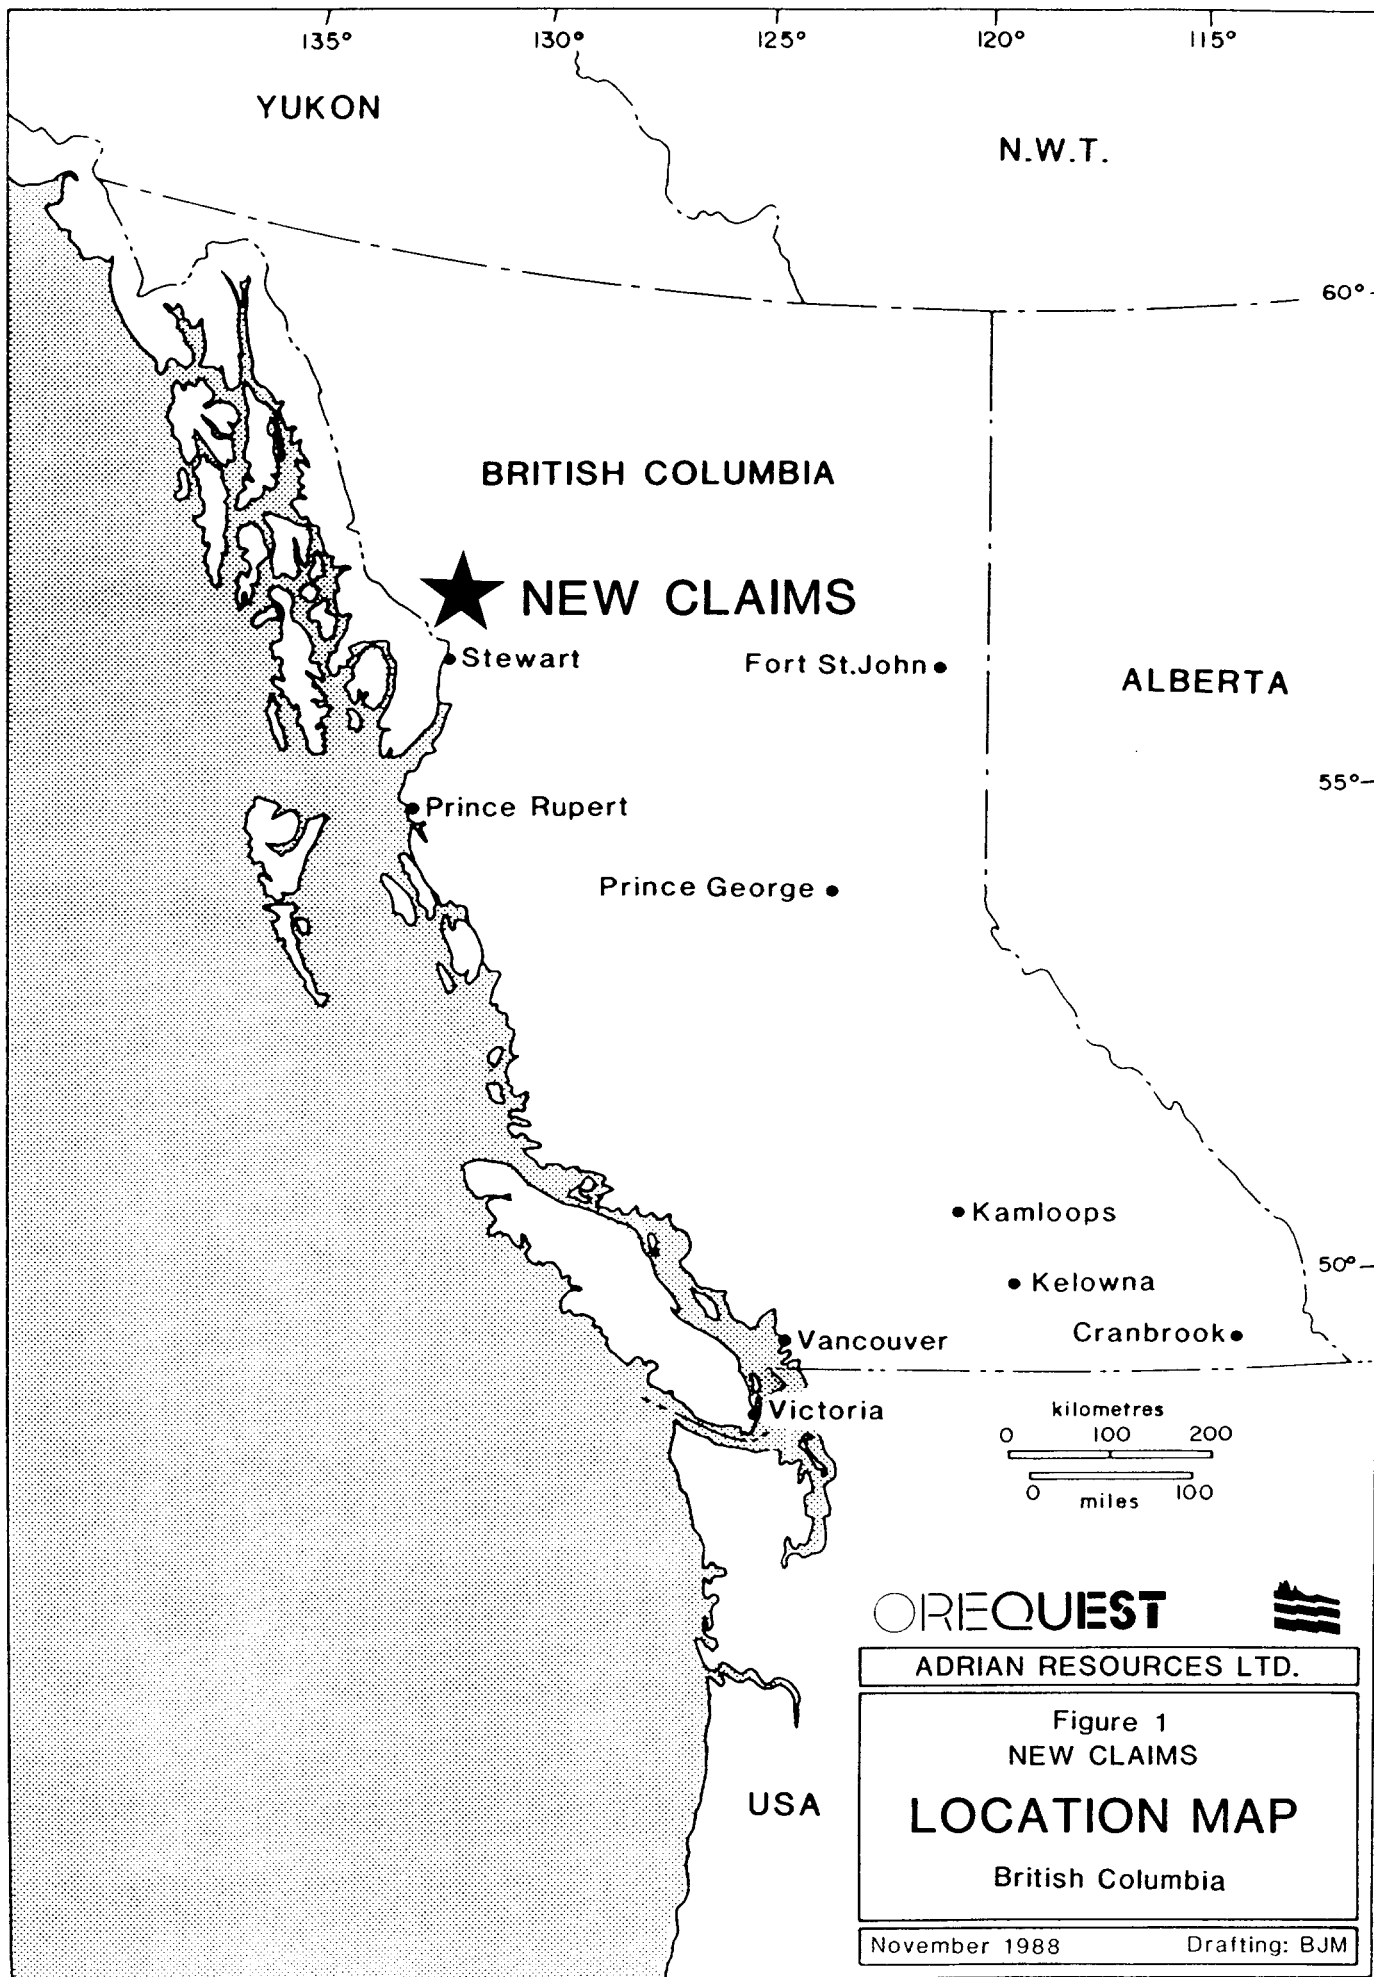 135° 130° 125° 120° 115°
YUKON
N.W.T.
60°
BRITISH COLUMBIA
NEW CLAIMS
Stewart
Fort St.John
ALBERTA
55°
Prince Rupert
Prince George
Kamloops
50°
Kelowna
Cranbrook
Vancouver
Victoria
kilometres
0 100 200
0 miles 100
OREQUEST
ADRIAN RESOURCES LTD.
Figure 1
NEW CLAIMS
LOCATION MAP
British Columbia
USA
November 1988 Drafting: BJM